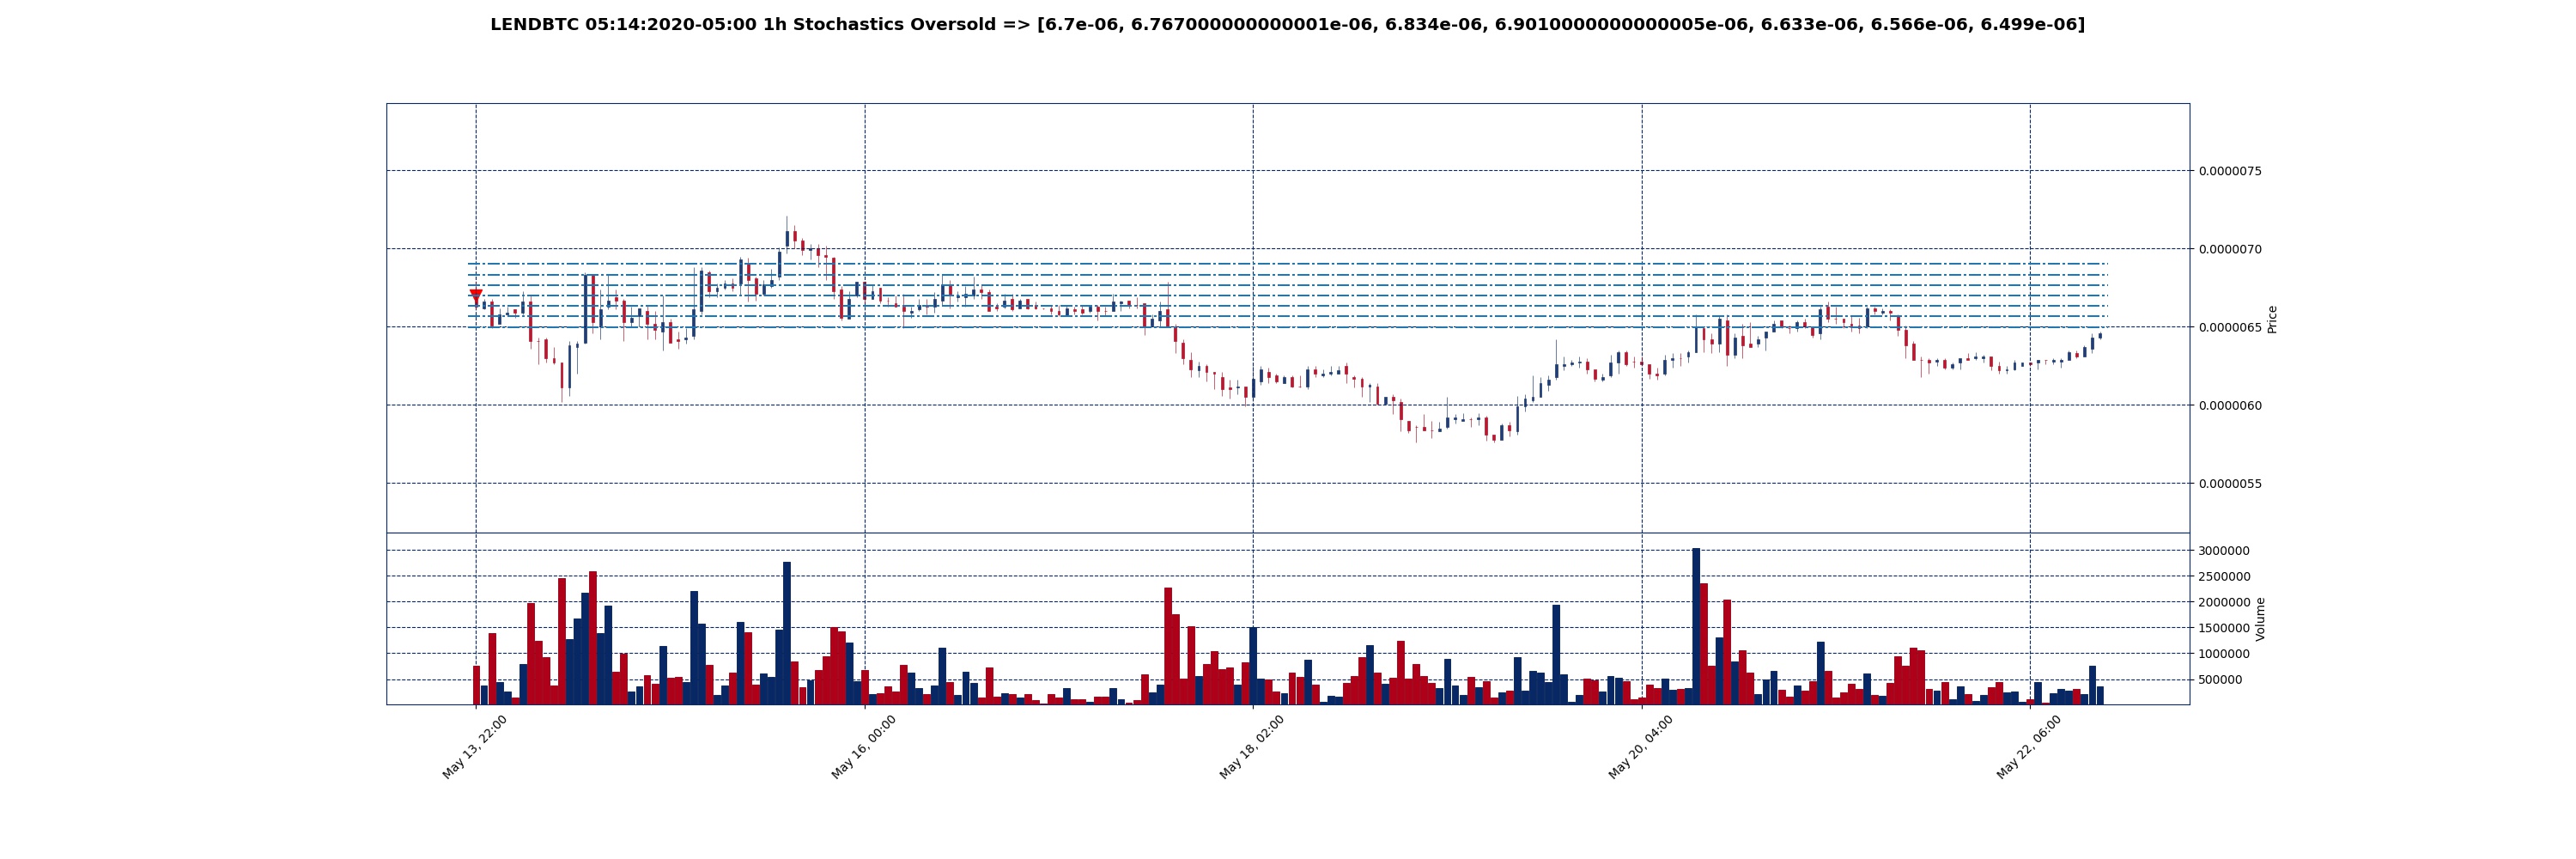 LENDBTC 05:14:2020-05:00 1h Stochastics Oversold => [6.7e-06, 6.767000000000001e-06, 6.834e-06, 6.9010000000000005e-06, 6.633e-06, 6.566e-06, 6.499e-06]
0.0000075
0.0000070
0.0000065
0.0000060
0.0000055
Price
3000000
2500000
2000000
1500000
1000000
500000
Volume
May 13, 22:00
May 16, 00:00
May 18, 02:00
May 20, 04:00
May 22, 06:00